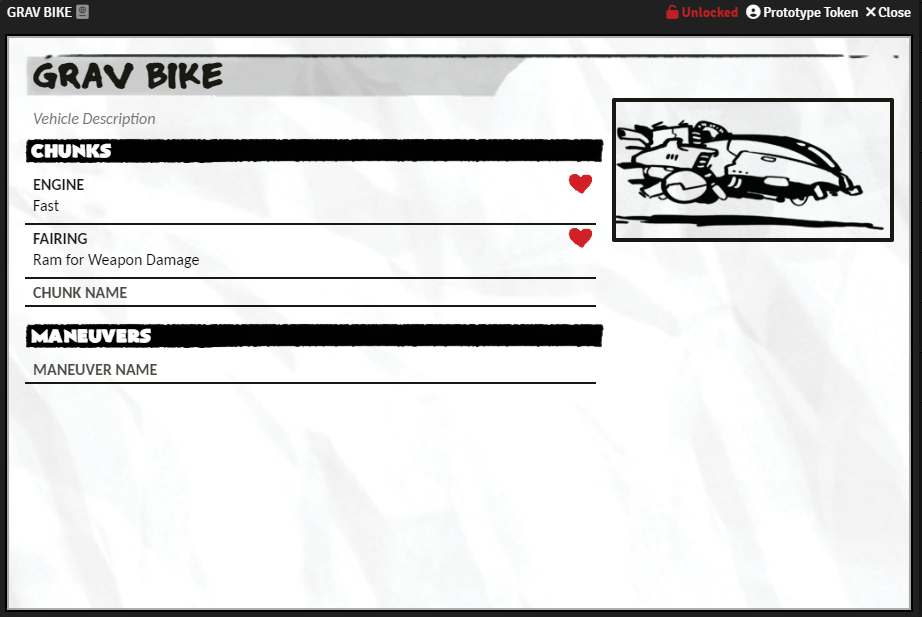 GRAV BIKE
Unlocked Prototype Token Close
GRAV BIKE
Vehicle Description
CHUNKS
ENGINE
Fast
FAIRING
Ram for Weapon Damage
CHUNK NAME
MANEUVERS
MANEUVER NAME